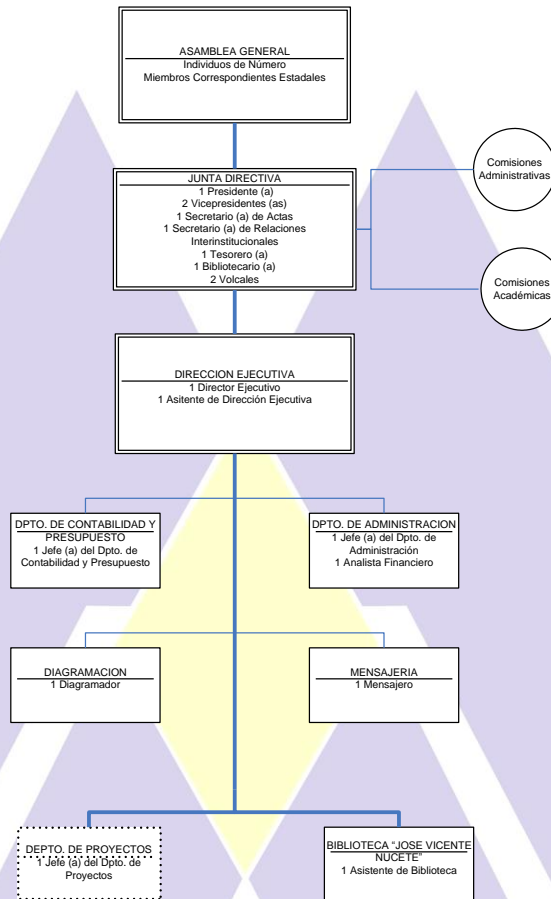 ASAMBLEA GENERAL
Individuos de Número
Miembros Correspondientes Estadales
JUNTA DIRECTIVA
1 Presidente (a)
2 Vicepresidentes (as)
1 Secretario (a) de Actas
1 Secretario (a) de Relaciones
Interinstitucionales
1 Tesorero (a)
1 Bibliotecario (a)
2 Volcales
Comisiones
Administrativas
Comisiones
Académicas
DIRECCION EJECUTIVA
1 Director Ejecutivo
1 Asitente de Dirección Ejecutiva
DPTO. DE CONTABILIDAD Y
PRESUPUESTO
1 Jefe (a) del Dpto. de
Contabilidad y Presupuesto
DPTO. DE ADMINISTRACION
1 Jefe (a) del Dpto. de
Administración
1 Analista Financiero
DIAGRAMACION
1 Diagramador
MENSAJERIA
1 Mensajero
DEPTO. DE PROYECTOS
1 Jefe (a) del Dpto. de
Proyectos
BIBLIOTECA “JOSE VICENTE
NUCETE”
1 Asistente de Biblioteca